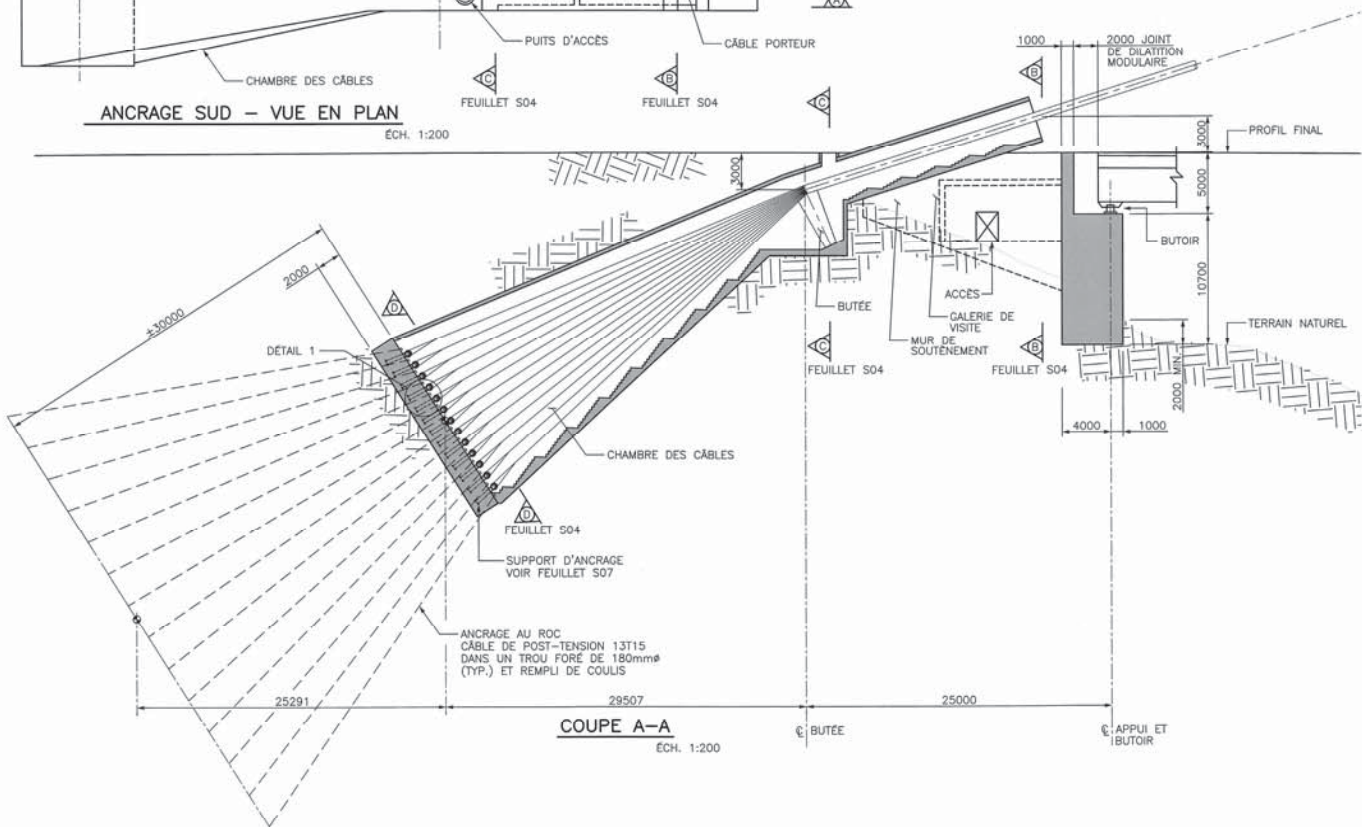 PUITS D'ACCÈS
CÂBLE PORTEUR
CHAMBRE DES CÂBLES
C
FEUILLET S04
B
FEUILLET S04
ANCRAGE SUD – VUE EN PLAN
ÉCH. 1:200
1000
2000 JOINT
DE DILATITION
MODULAIRE
B
C
3000
PROFIL FINAL
3000
5000
BUTOIR
10700
2000
±30000
D
DÉTAIL 1
BUTÉE
ACCÈS
GALERIE DE
VISITE
MUR DE
SOUTÈNEMENT
C
FEUILLET S04
B
FEUILLET S04
TERRAIN NATUREL
2000 MIN.
4000
1000
CHAMBRE DES CÂBLES
D
FEUILLET S04
SUPPORT D'ANCRAGE
VOIR FEUILLET S07
ANCRAGE AU ROC
CÂBLE DE POST-TENSION 13T15
DANS UN TROU FORÉ DE 180mmø
(TYP.) ET REMPLI DE COULIS
25291
29507
25000
COUPE A–A
ÉCH. 1:200
℄ BUTÉE
℄ APPUI ET
BUTOIR